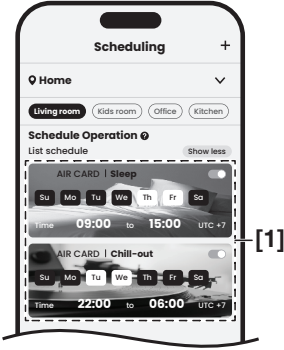 Scheduling +
Home
Living room Kids room Office Kitchen
Schedule Operation ?
List schedule Show less
AIR CARD | Sleep
Su Mo Tu We Th Fr Sa
Time 09:00 to 15:00 UTC +7
[1]
AIR CARD | Chill-out
Su Mo Tu We Th Fr Sa
Time 22:00 to 06:00 UTC +7